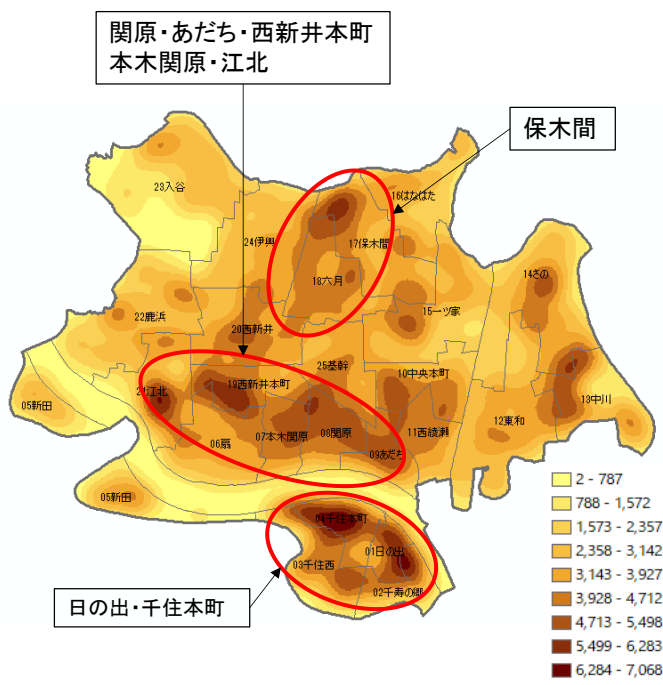 関原・あだち・西新井本町
本木関原・江北
保木間
16はなはた
23入谷
24伊興
17保木間
14さの
18六月
22鹿浜
15一ツ家
20西新井
25基幹
10中央本町
19西新井本町
21江北
13中川
05新田
08関原
11西綾瀬
12東和
06扇
07本木関原
09あだち
05新田
04千住本町
01日の出
03千住西
02千寿の郷
日の出・千住本町
2 - 787
788 - 1,572
1,573 - 2,357
2,358 - 3,142
3,143 - 3,927
3,928 - 4,712
4,713 - 5,498
5,499 - 6,283
6,284 - 7,068